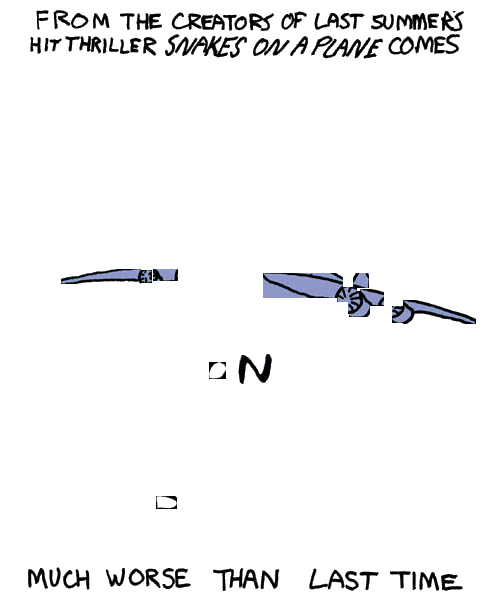 FROM THE CREATORS OF LAST SUMMER'S
HIT THRILLER SNAKES ON A PLANE COMES
N
MUCH WORSE THAN LAST TIME